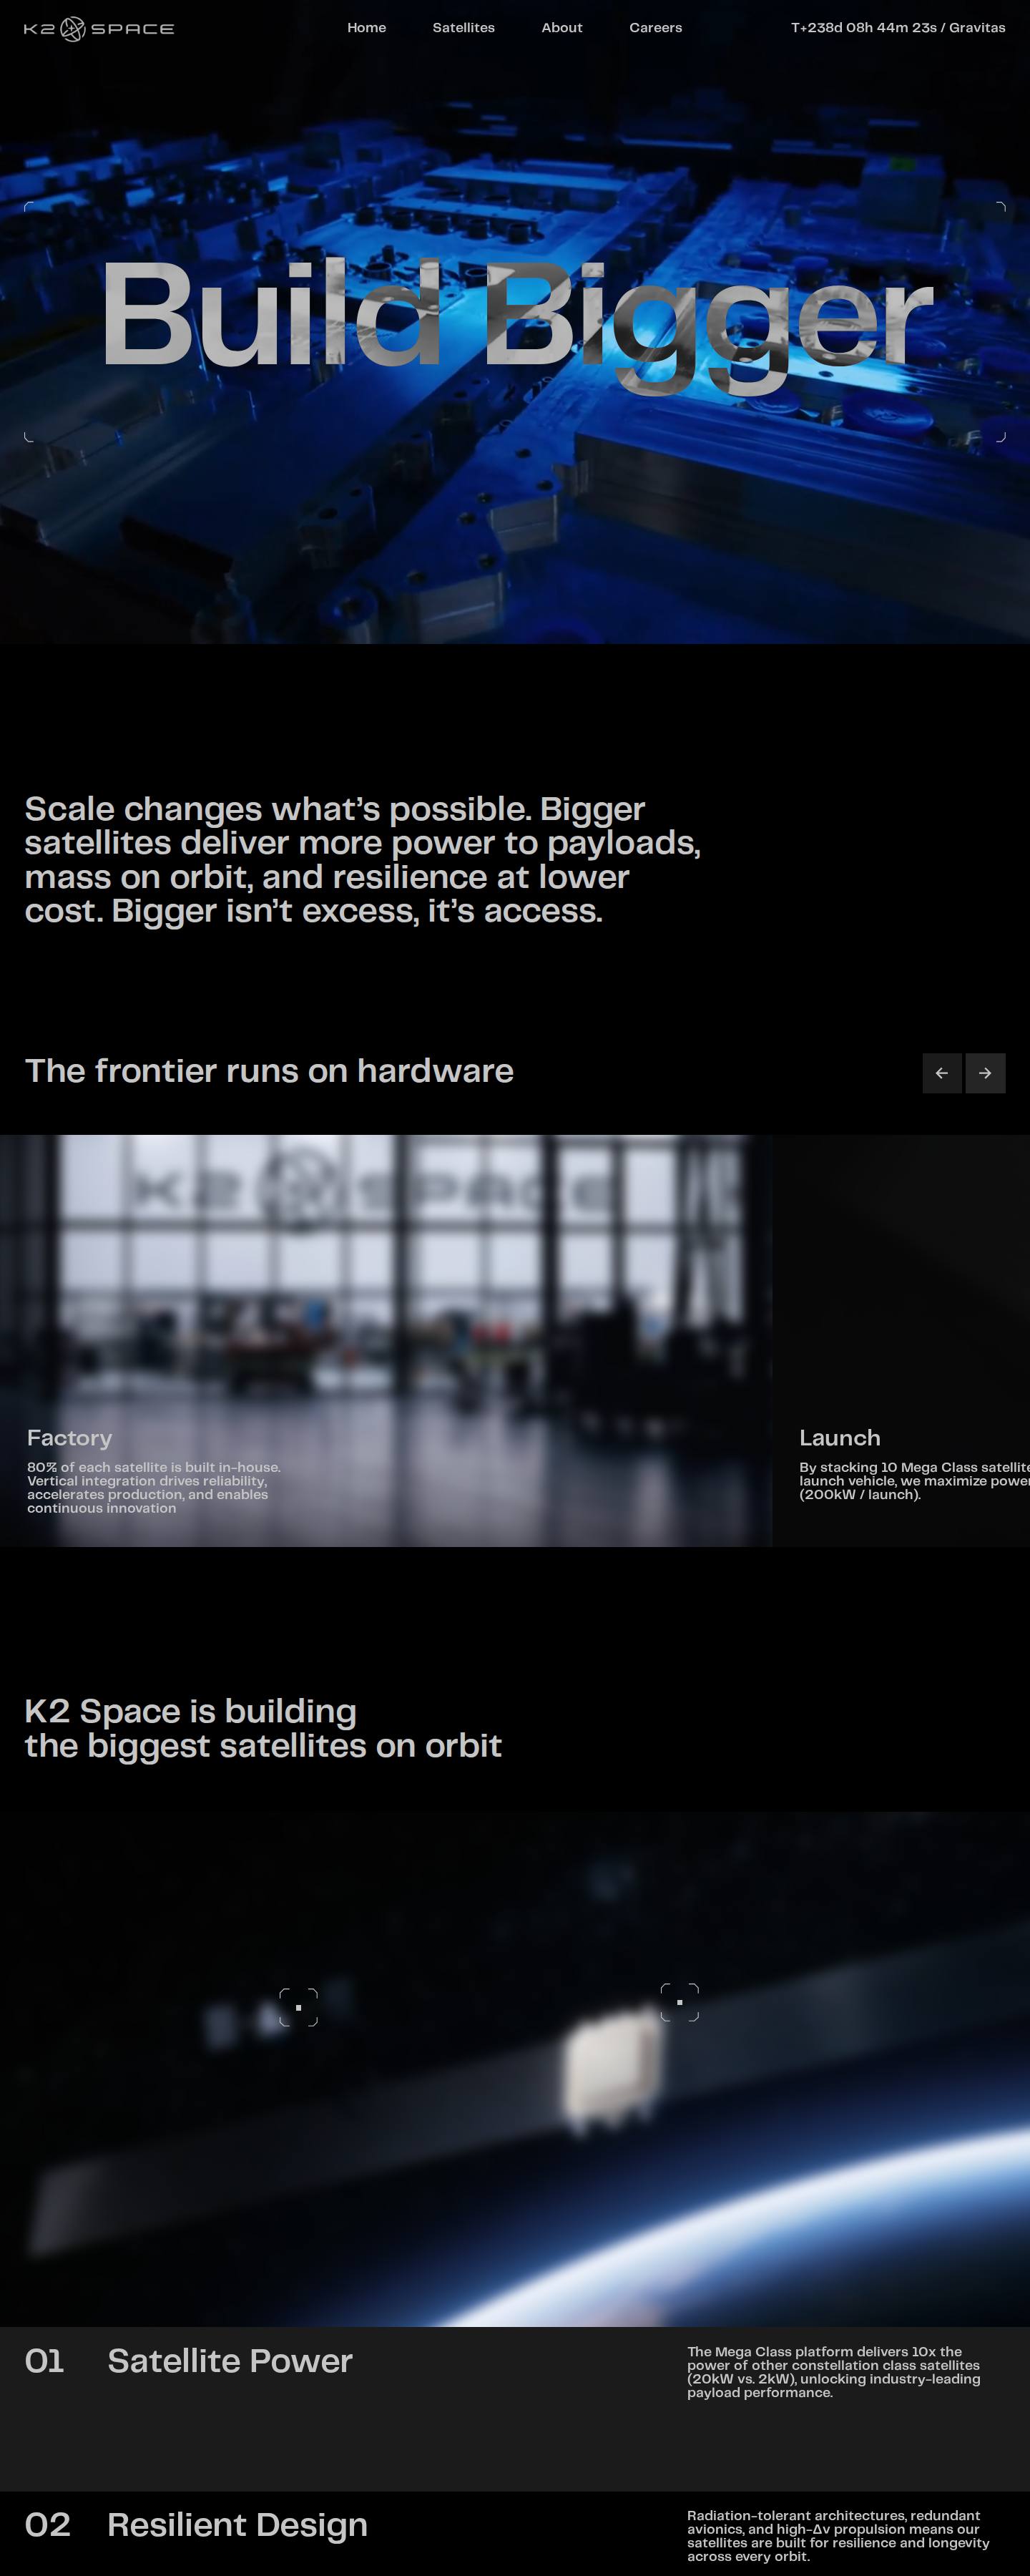 K2 SPACE
Home
Satellites
About
Careers
T+238d 08h 44m 23s / Gravitas
Build Bigger
Scale changes what’s possible. Bigger
satellites deliver more power to payloads,
mass on orbit, and resilience at lower
cost. Bigger isn’t excess, it’s access.
The frontier runs on hardware
K2 SPACE
Factory
80% of each satellite is built in-house.
Vertical integration drives reliability,
accelerates production, and enables
continuous innovation
Launch
By stacking 10 Mega Class satellite
launch vehicle, we maximize power
(200kW / launch).
K2 Space is building
the biggest satellites on orbit
01
Satellite Power
The Mega Class platform delivers 10x the
power of other constellation class satellites
(20kW vs. 2kW), unlocking industry-leading
payload performance.
02
Resilient Design
Radiation-tolerant architectures, redundant
avionics, and high-Δv propulsion means our
satellites are built for resilience and longevity
across every orbit.